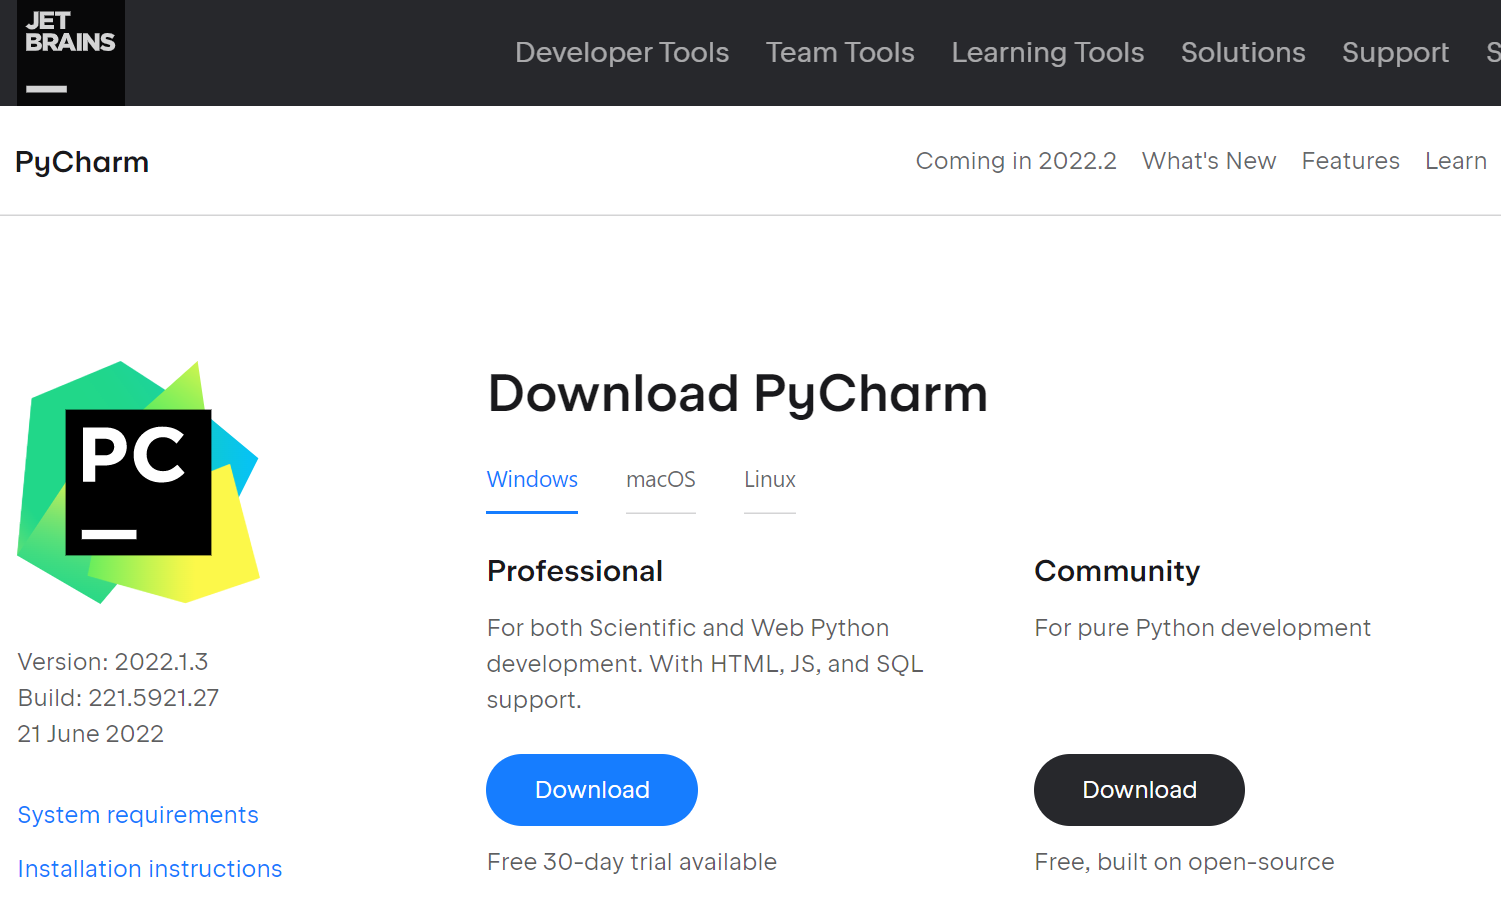 JET
BRAINS
Developer Tools Team Tools Learning Tools Solutions Support S
PyCharm
Coming in 2022.2 What's New Features Learn
PC
Version: 2022.1.3
Build: 221.5921.27
21 June 2022
System requirements
Installation instructions
Download PyCharm
Windows macOS Linux
Professional
For both Scientific and Web Python
development. With HTML, JS, and SQL
support.
Download
Free 30-day trial available
Community
For pure Python development
Download
Free, built on open-source